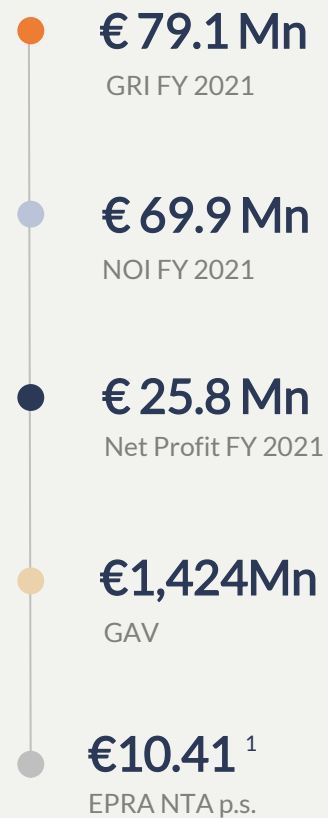 € 79.1 Mn
GRI FY 2021
€ 69.9 Mn
NOI FY 2021
€ 25.8 Mn
Net Profit FY 2021
€1,424Mn
GAV
€10.41 1
EPRA NTA p.s.